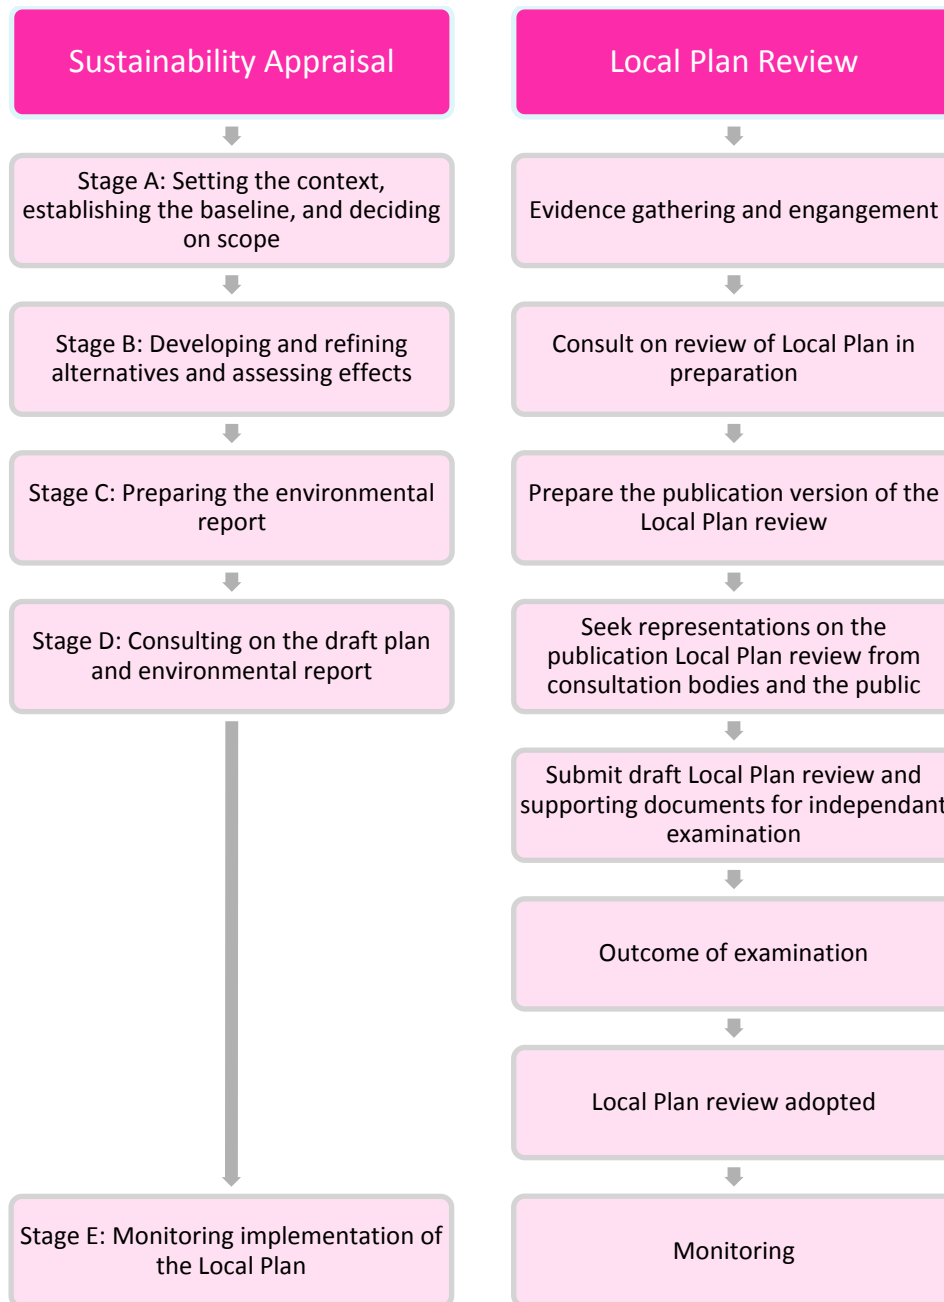 Sustainability Appraisal
Stage A: Setting the context,
establishing the baseline, and deciding
on scope
Stage B: Developing and refining
alternatives and assessing effects
Stage C: Preparing the environmental
report
Stage D: Consulting on the draft plan
and environmental report
Stage E: Monitoring implementation of
the Local Plan
Local Plan Review
Evidence gathering and engangement
Consult on review of Local Plan in
preparation
Prepare the publication version of the
Local Plan review
Seek representations on the
publication Local Plan review from
consultation bodies and the public
Submit draft Local Plan review and
supporting documents for independant
examination
Outcome of examination
Local Plan review adopted
Monitoring